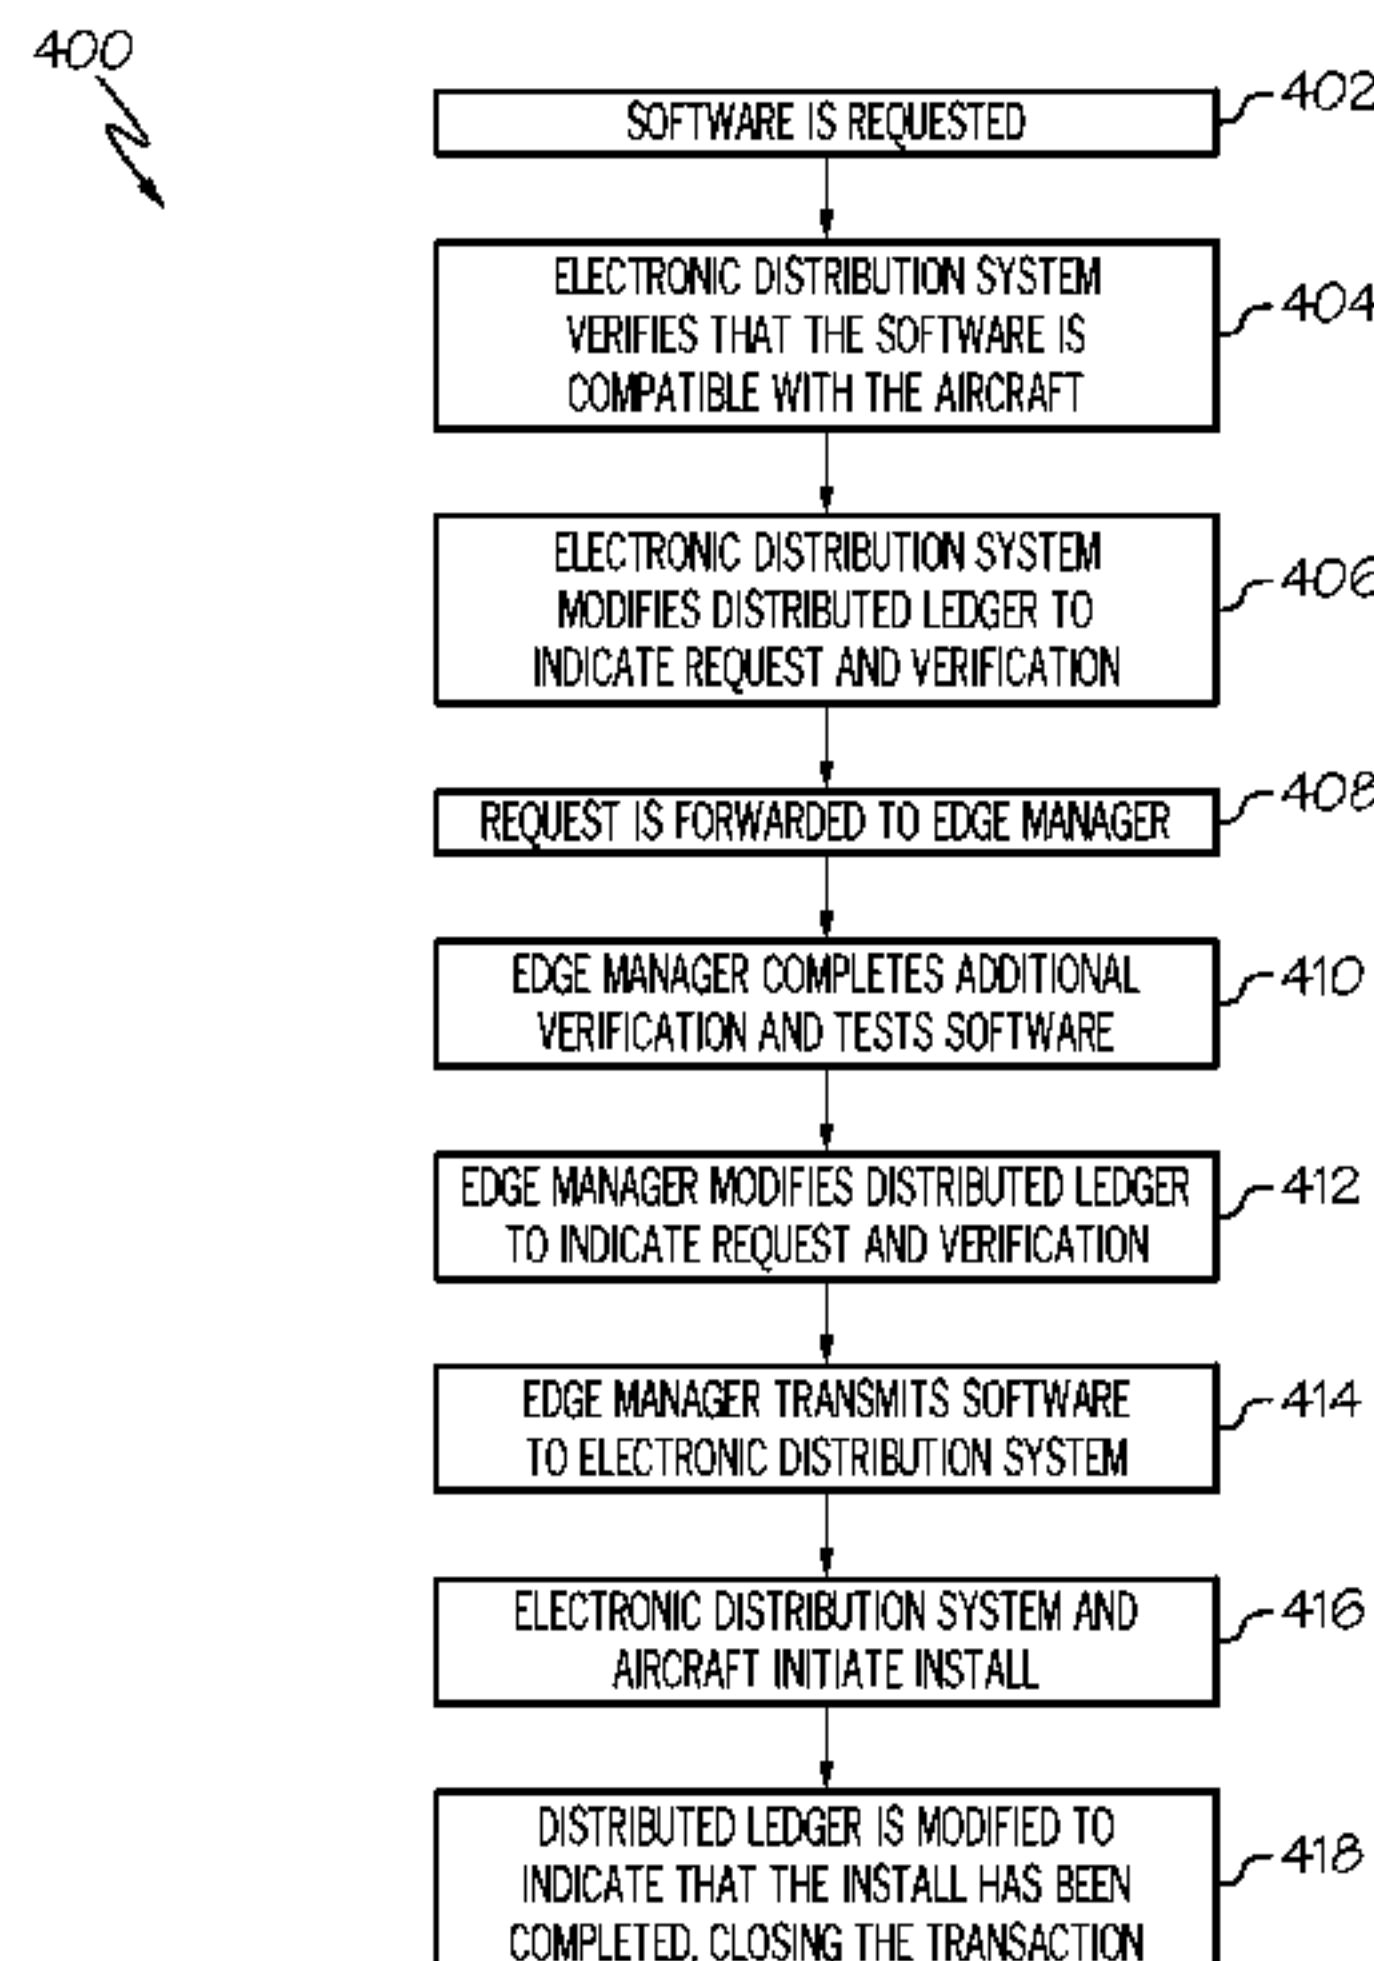 400
SOFTWARE IS REQUESTED
402
ELECTRONIC DISTRIBUTION SYSTEM
VERIFIES THAT THE SOFTWARE IS
COMPATIBLE WITH THE AIRCRAFT
404
ELECTRONIC DISTRIBUTION SYSTEM
MODIFIES DISTRIBUTED LEDGER TO
INDICATE REQUEST AND VERIFICATION
406
REQUEST IS FORWARDED TO EDGE MANAGER
408
EDGE MANAGER COMPLETES ADDITIONAL
VERIFICATION AND TESTS SOFTWARE
410
EDGE MANAGER MODIFIES DISTRIBUTED LEDGER
TO INDICATE REQUEST AND VERIFICATION
412
EDGE MANAGER TRANSMITS SOFTWARE
TO ELECTRONIC DISTRIBUTION SYSTEM
414
ELECTRONIC DISTRIBUTION SYSTEM AND
AIRCRAFT INITIATE INSTALL
416
DISTRIBUTED LEDGER IS MODIFIED TO
INDICATE THAT THE INSTALL HAS BEEN
COMPLETED, CLOSING THE TRANSACTION
418